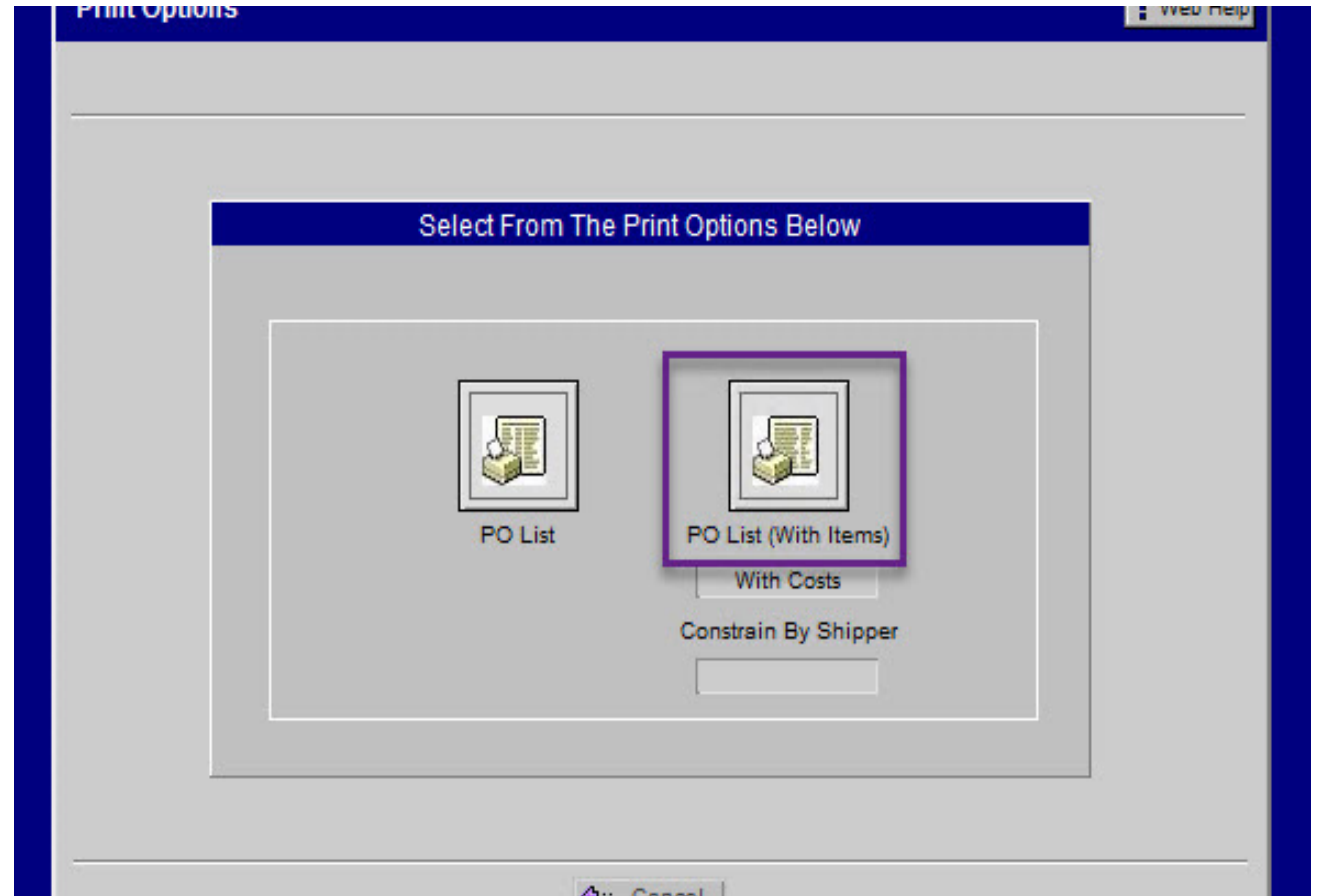 Print Options
Web Help
Select From The Print Options Below
PO List
PO List (With Items)
With Costs
Constrain By Shipper
Cancel